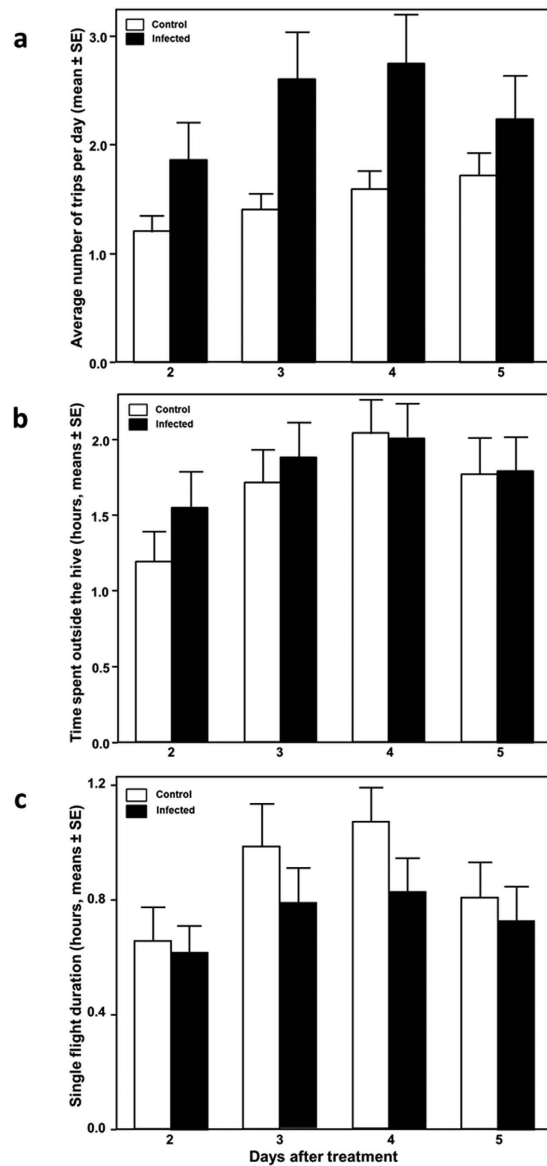 a
Control
Infected
Average number of trips per day (mean ± SE)
3.0
2.0
1.0
0.0
2 3 4 5
b
Control
Infected
Time spent outside the hive (hours, means ± SE)
2.0
1.5
1.0
0.5
0.0
2 3 4 5
c
Control
Infected
Single flight duration (hours, means ± SE)
1.2
0.8
0.4
0.0
2 3 4 5
Days after treatment